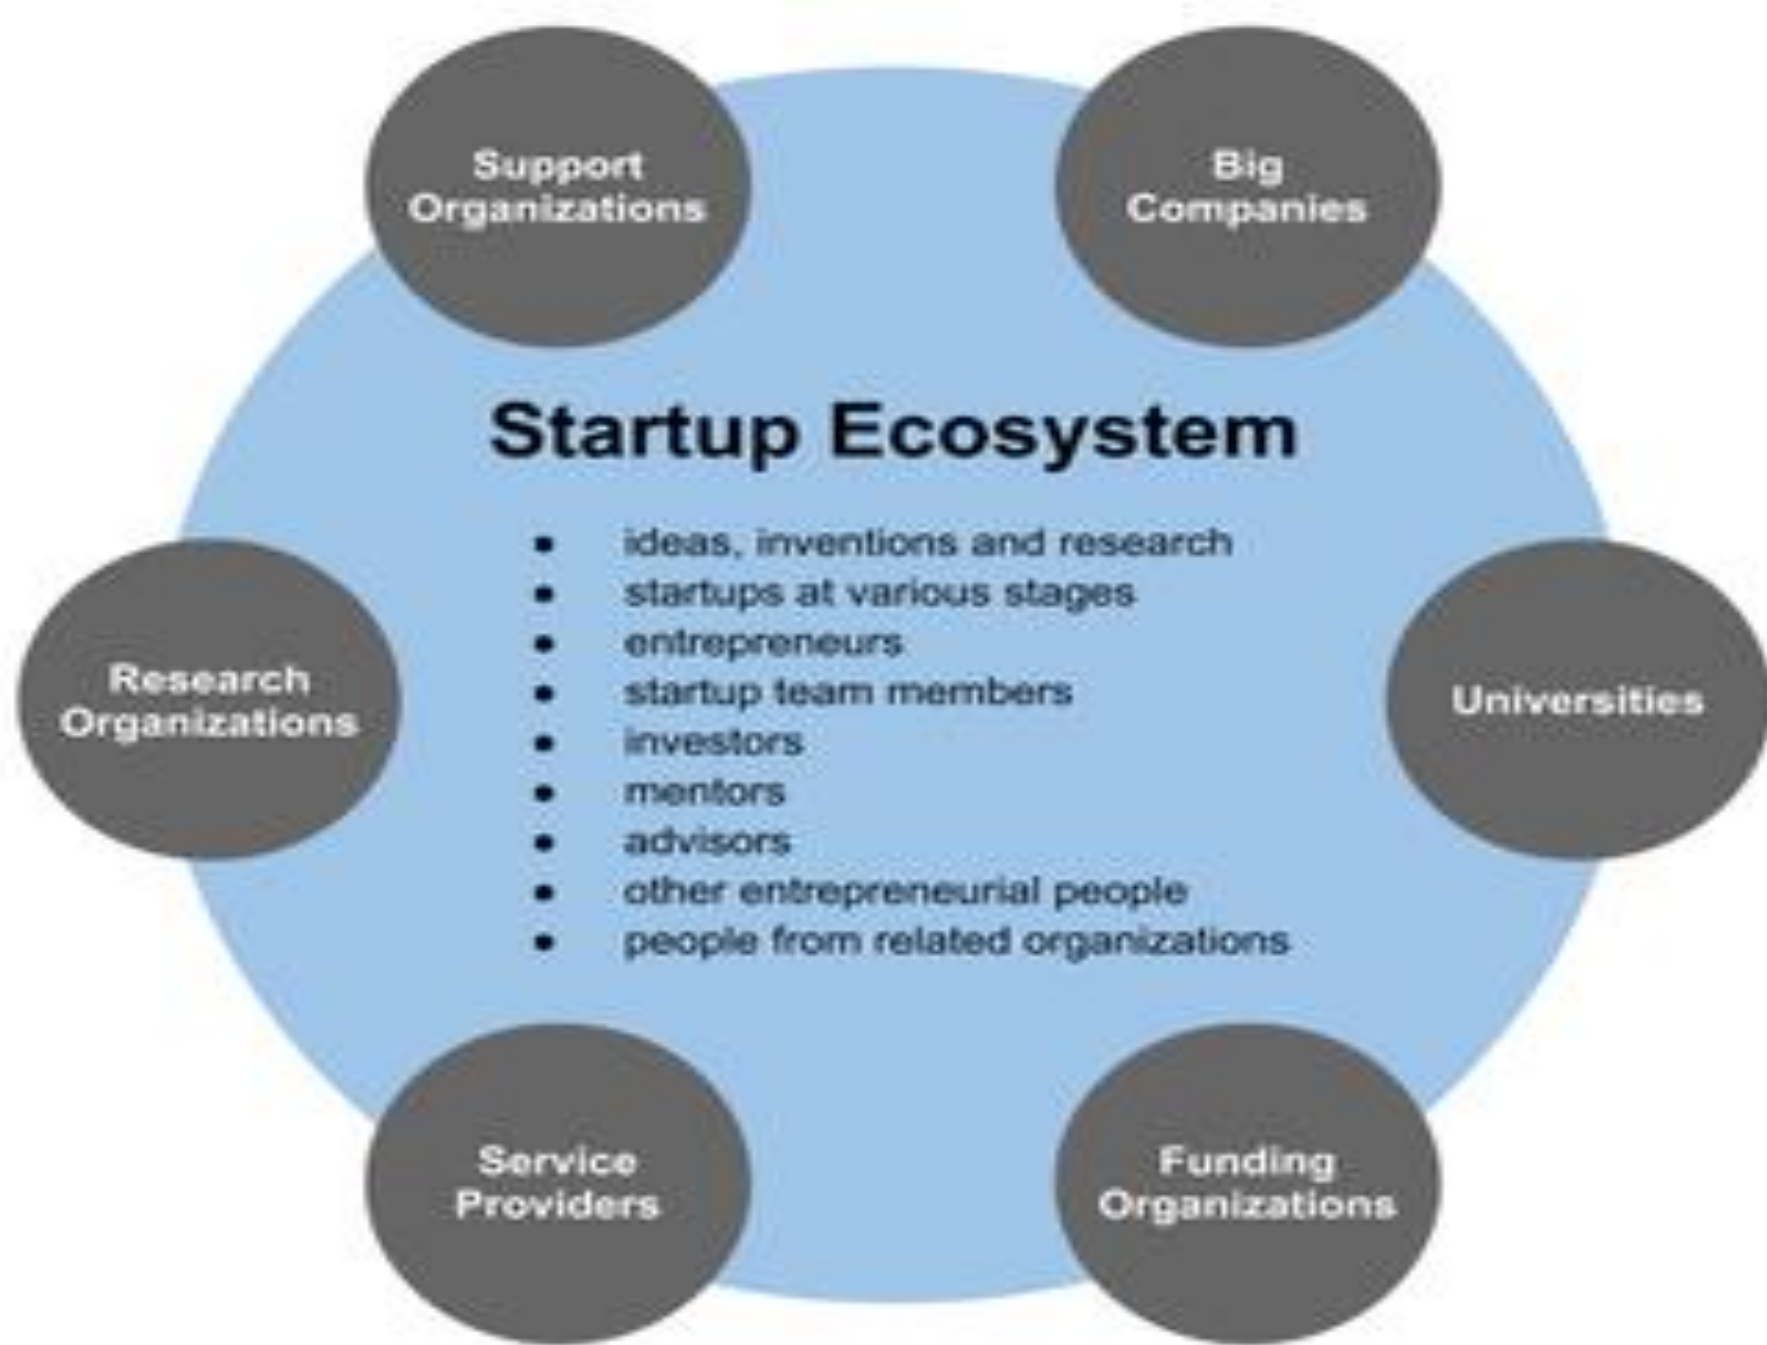 Support
Organizations
Big
Companies
Startup Ecosystem
● ideas, inventions and research
● startups at various stages
● entrepreneurs
● startup team members
● investors
● mentors
● advisors
● other entrepreneurial people
● people from related organizations
Research
Organizations
Universities
Service
Providers
Funding
Organizations